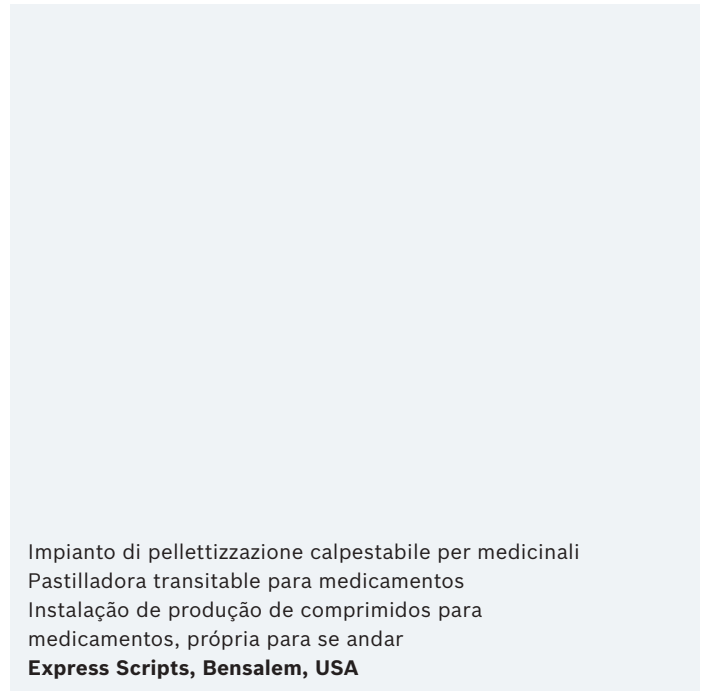 Impianto di pellettizzazione calpestabile per medicinali
Pastilladora transitable para medicamentos
Instalação de produção de comprimidos para
medicamentos, própria para se andar
Express Scripts, Bensalem, USA